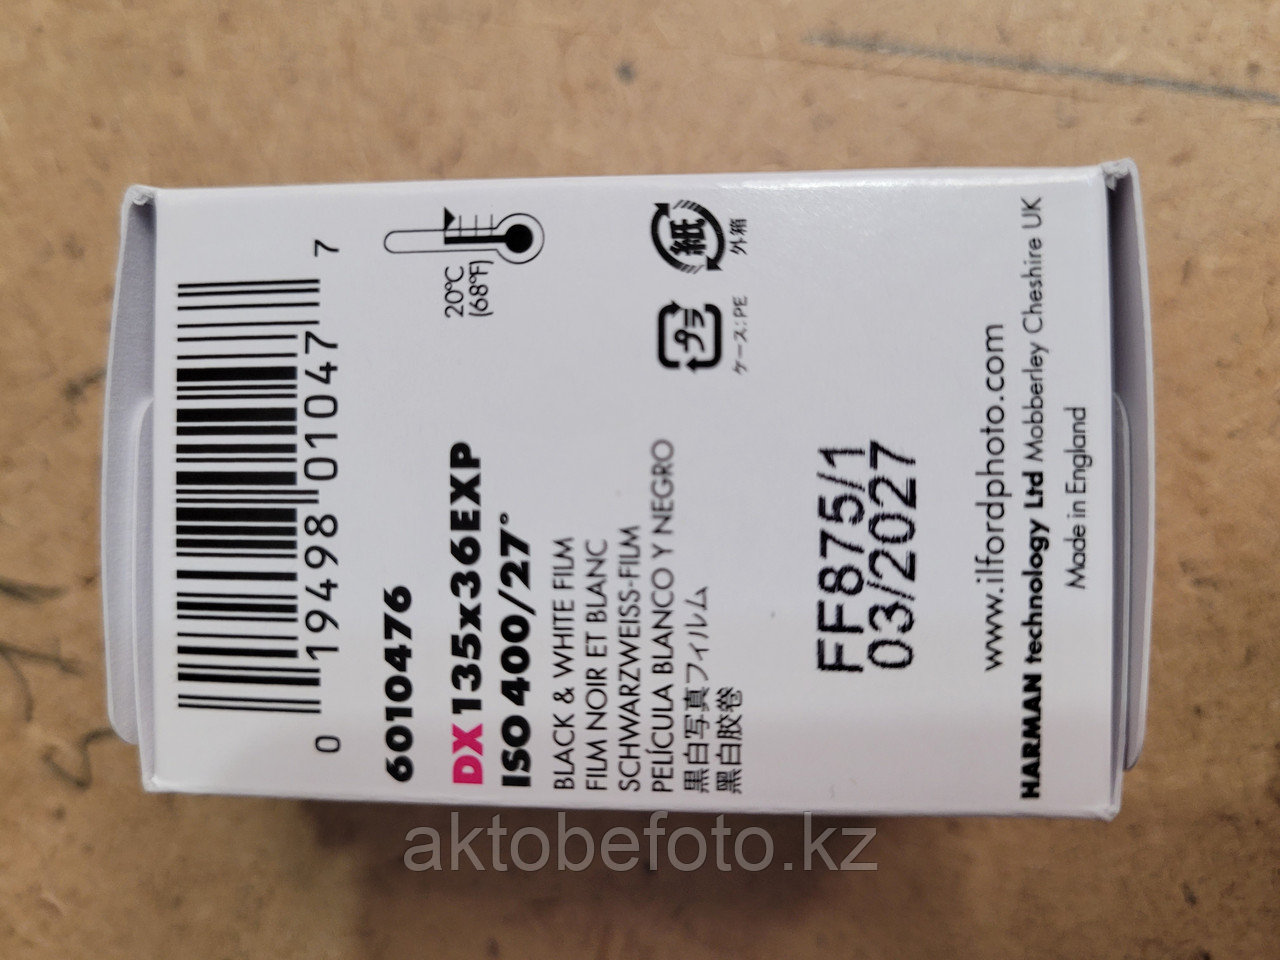 0 19498 01047 7
6010476
20°C
(68°F)
DX 135x36EXP
ISO 400/27°
BLACK & WHITE FILM
FILM NOIR ET BLANC
SCHWARZWEISS-FILM
PELÍCULA BLANCO Y NEGRO
黒白写真フィルム
黑白胶卷
プラ
ケース:PE
紙
外箱
FF875/1
03/2027
www.ilfordphoto.com
HARMAN technology Ltd Mobberley Cheshire UK
Made in England
aktobefoto.kz